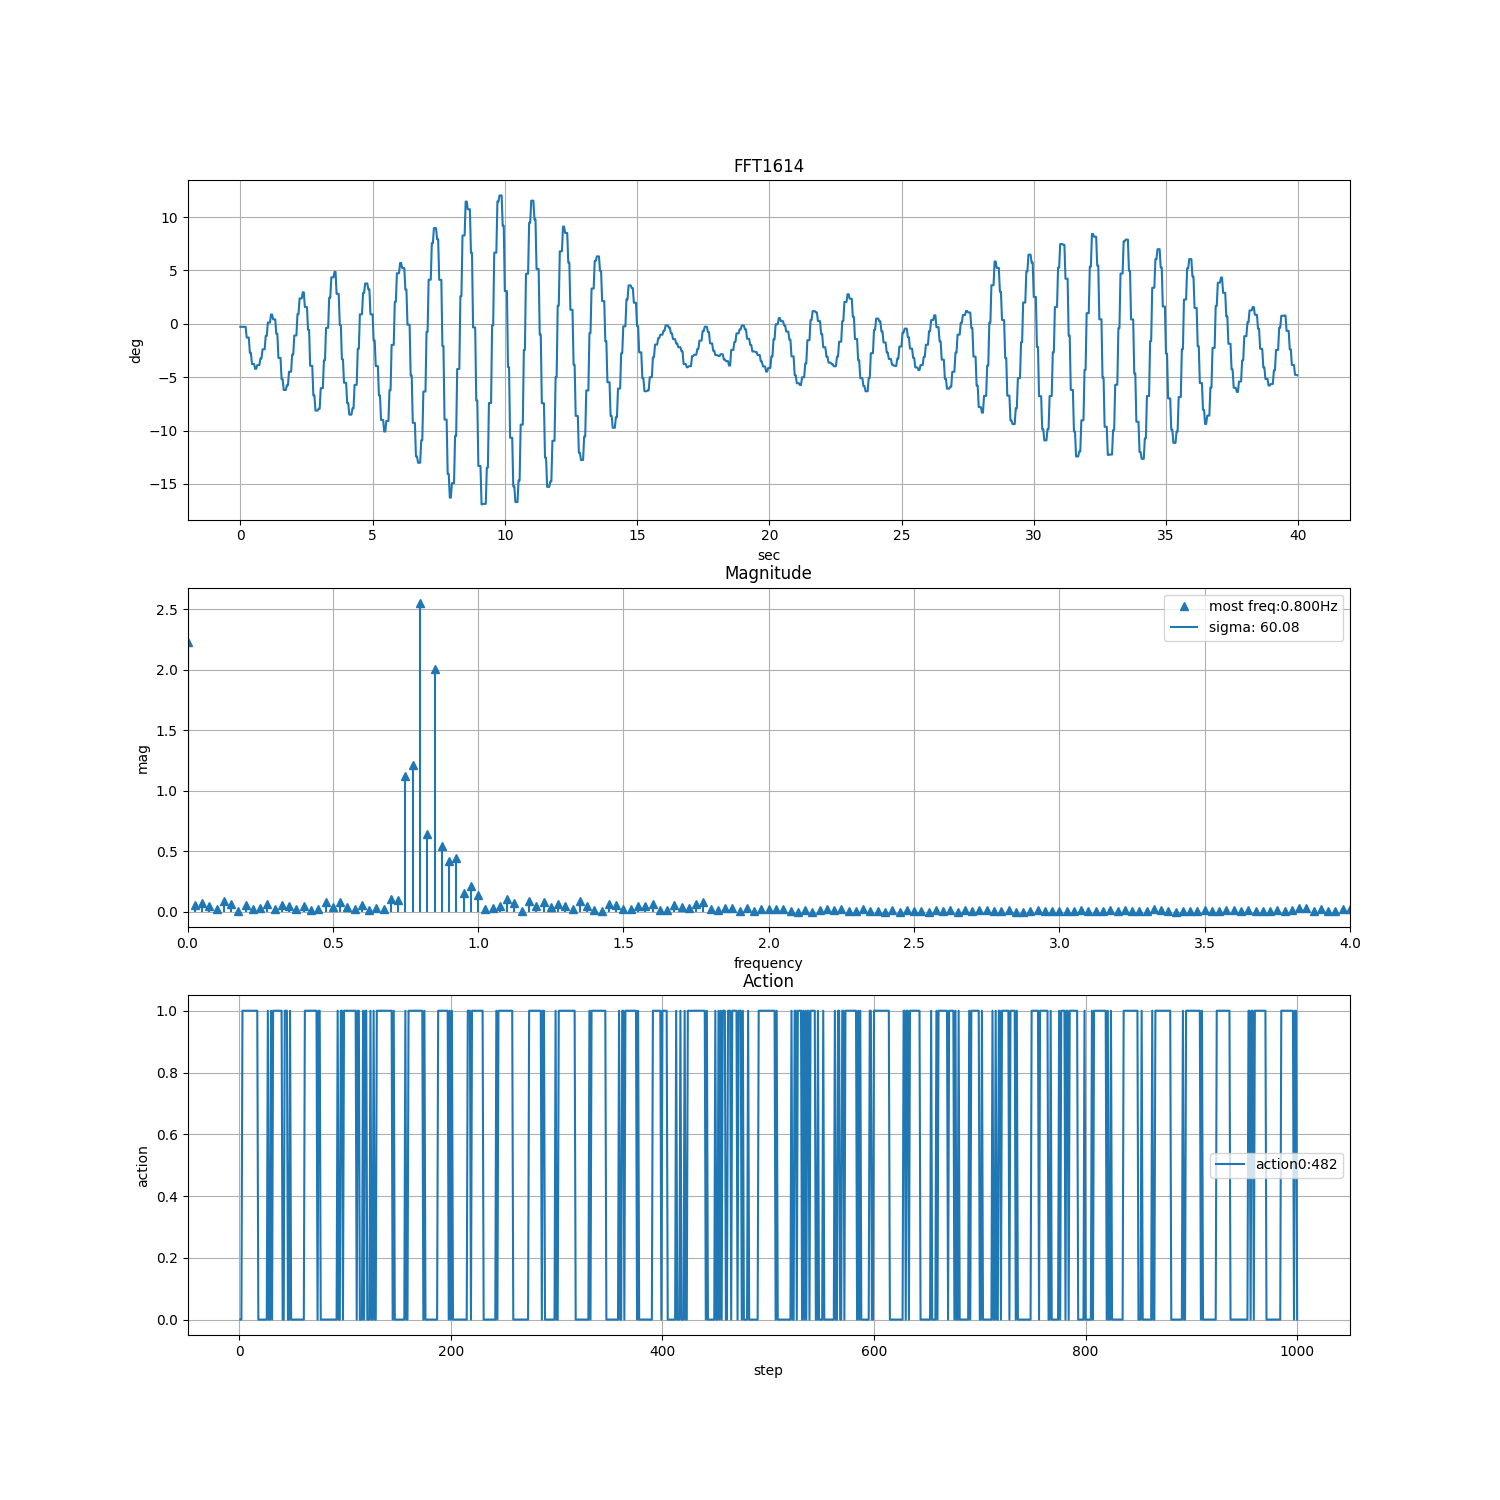 FFT1614
10
5
0
−5
−10
−15
deg
0 5 10 15 20 25 30 35 40
sec
Magnitude
most freq:0.800Hz
sigma: 60.08
2.5
2.0
1.5
1.0
0.5
0.0
mag
0.0 0.5 1.0 1.5 2.0 2.5 3.0 3.5 4.0
frequency
Action
1.0
0.8
0.6
0.4
0.2
0.0
action
action0:482
0 200 400 600 800 1000
step